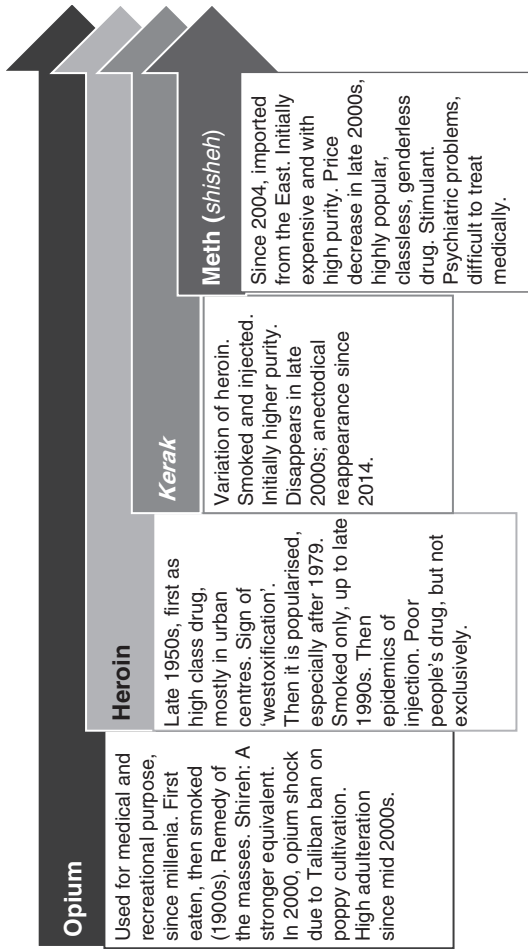 Opium
Used for medical and
recreational purpose,
since millenia. First
eaten, then smoked
(1900s). Remedy of
the masses. Shireh: A
stronger equivalent.
In 2000, opium shock
due to Taliban ban on
poppy cultivation.
High adulteration
since mid 2000s.
Heroin
Late 1950s, first as
high class drug,
mostly in urban
centres. Sign of
‘westoxification’.
Then it is popularised,
especially after 1979.
Smoked only, up to late
1990s. Then
epidemics of
injection. Poor
people’s drug, but not
exclusively.
Kerak
Variation of heroin.
Smoked and injected.
Initially higher purity.
Disappears in late
2000s; anectodical
reappearance since
2014.
Meth (shisheh)
Since 2004, imported
from the East. Initially
expensive and with
high purity. Price
decrease in late 2000s,
highly popular,
classless, genderless
drug. Stimulant.
Psychiatric problems,
difficult to treat
medically.